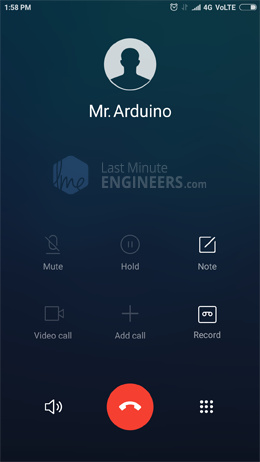 1:58 PM
4G VoLTE
Mr. Arduino
lme
Last Minute
ENGINEERS.com
Mute
Hold
Note
Video call
Add call
Record